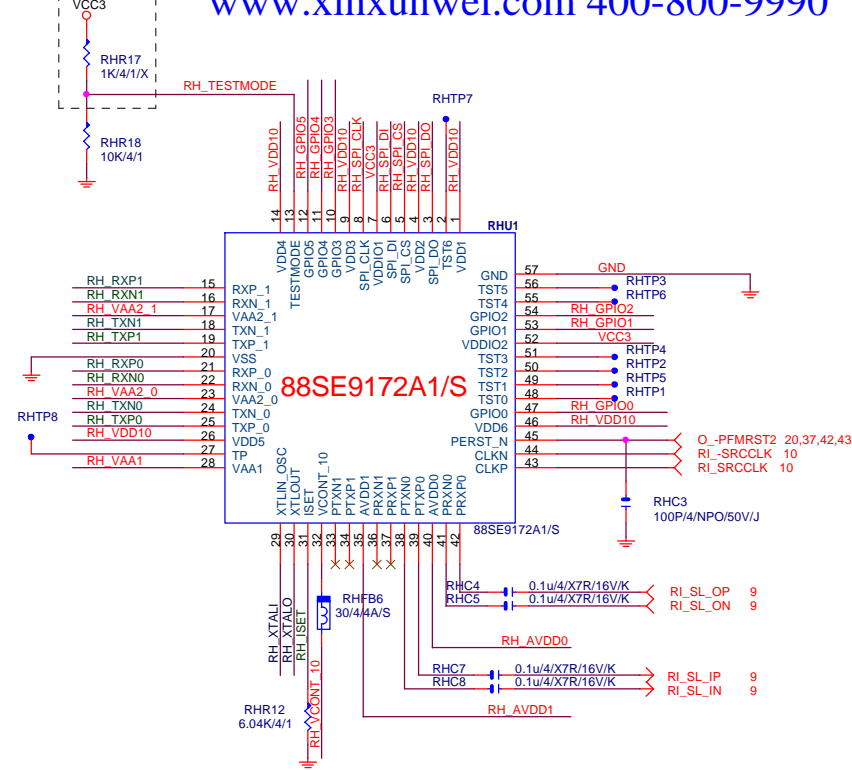 www.xinxunwei.com 400-800-9990
VCC3
RHR17
1K/4/1/X
RH_TESTMODE
RHR18
10K/4/1
RHTP7
RH_VDD10
RH_GPIO5
RH_GPIO4
RH_GPIO3
RH_VDD10
RH_SPI_CLK
VCC3
RH_SPI_DI
RH_SPI_CS
RH_VDD10
RH_SPI_DO
RH_VDD10
14 13 12 11 10 9 8 7 6 5 4 3 2 1
RHU1
VDD4
TESTMODE
GPIO5
GPIO4
GPIO3
VDD3
SPI_CLK
VDDIO1
SPI_DI
SPI_CS
VDD2
SPI_DO
TST6
VDD1
RH_RXP1 15 RXP_1
RH_RXN1 16 RXN_1
RH_VAA2_1 17 VAA2_1
RH_TXN1 18 TXN_1
RH_TXP1 19 TXP_1
20 VSS
RH_RXP0 21 RXP_0
RH_RXN0 22 RXN_0
RH_VAA2_0 23 VAA2_0
RH_TXN0 24 TXN_0
RH_TXP0 25 TXP_0
RH_VDD10 26 VDD5
RHTP8
27 TP
RH_VAA1 28 VAA1
88SE9172A1/S
GND 57 GND
TST5 56 RHTP3
TST4 55 RHTP6
GPIO2 54 RH_GPIO2
GPIO1 53 RH_GPIO1
VDDIO2 52 VCC3
TST3 51 RHTP4
TST2 50 RHTP2
TST1 49 RHTP5
TST0 48 RHTP1
GPIO0 47 RH_GPIO0
VDD6 46 RH_VDD10
PERST_N 45 O_-PFMRST2 20,37,42,43
CLKN 44 RI_-SRCCLK 10
CLKP 43 RI_SRCCLK 10
RHC3
100P/4/NPO/50V/J
XTLIN_OSC
XTLOUT
ISET
VCONT_10
PTXN1
PTXP1
AVDD1
PRXN1
PRXP1
PTXN0
PTXP0
AVDD0
PRXN0
PRXP0
88SE9172A1/S
29 30 31 32 33 34 35 36 37 38 39 40 41 42
RH_XTALI
RH_XTALO
RH_ISET
RHFB6
30/4/4A/S
RHC4 0.1u/4/X7R/16V/K RI_SL_OP 9
RHC5 0.1u/4/X7R/16V/K RI_SL_ON 9
RH_AVDD0
RHC7 0.1u/4/X7R/16V/K RI_SL_IP 9
RHC8 0.1u/4/X7R/16V/K RI_SL_IN 9
RHR12
6.04K/4/1
RH_VCONT_10
RH_AVDD1